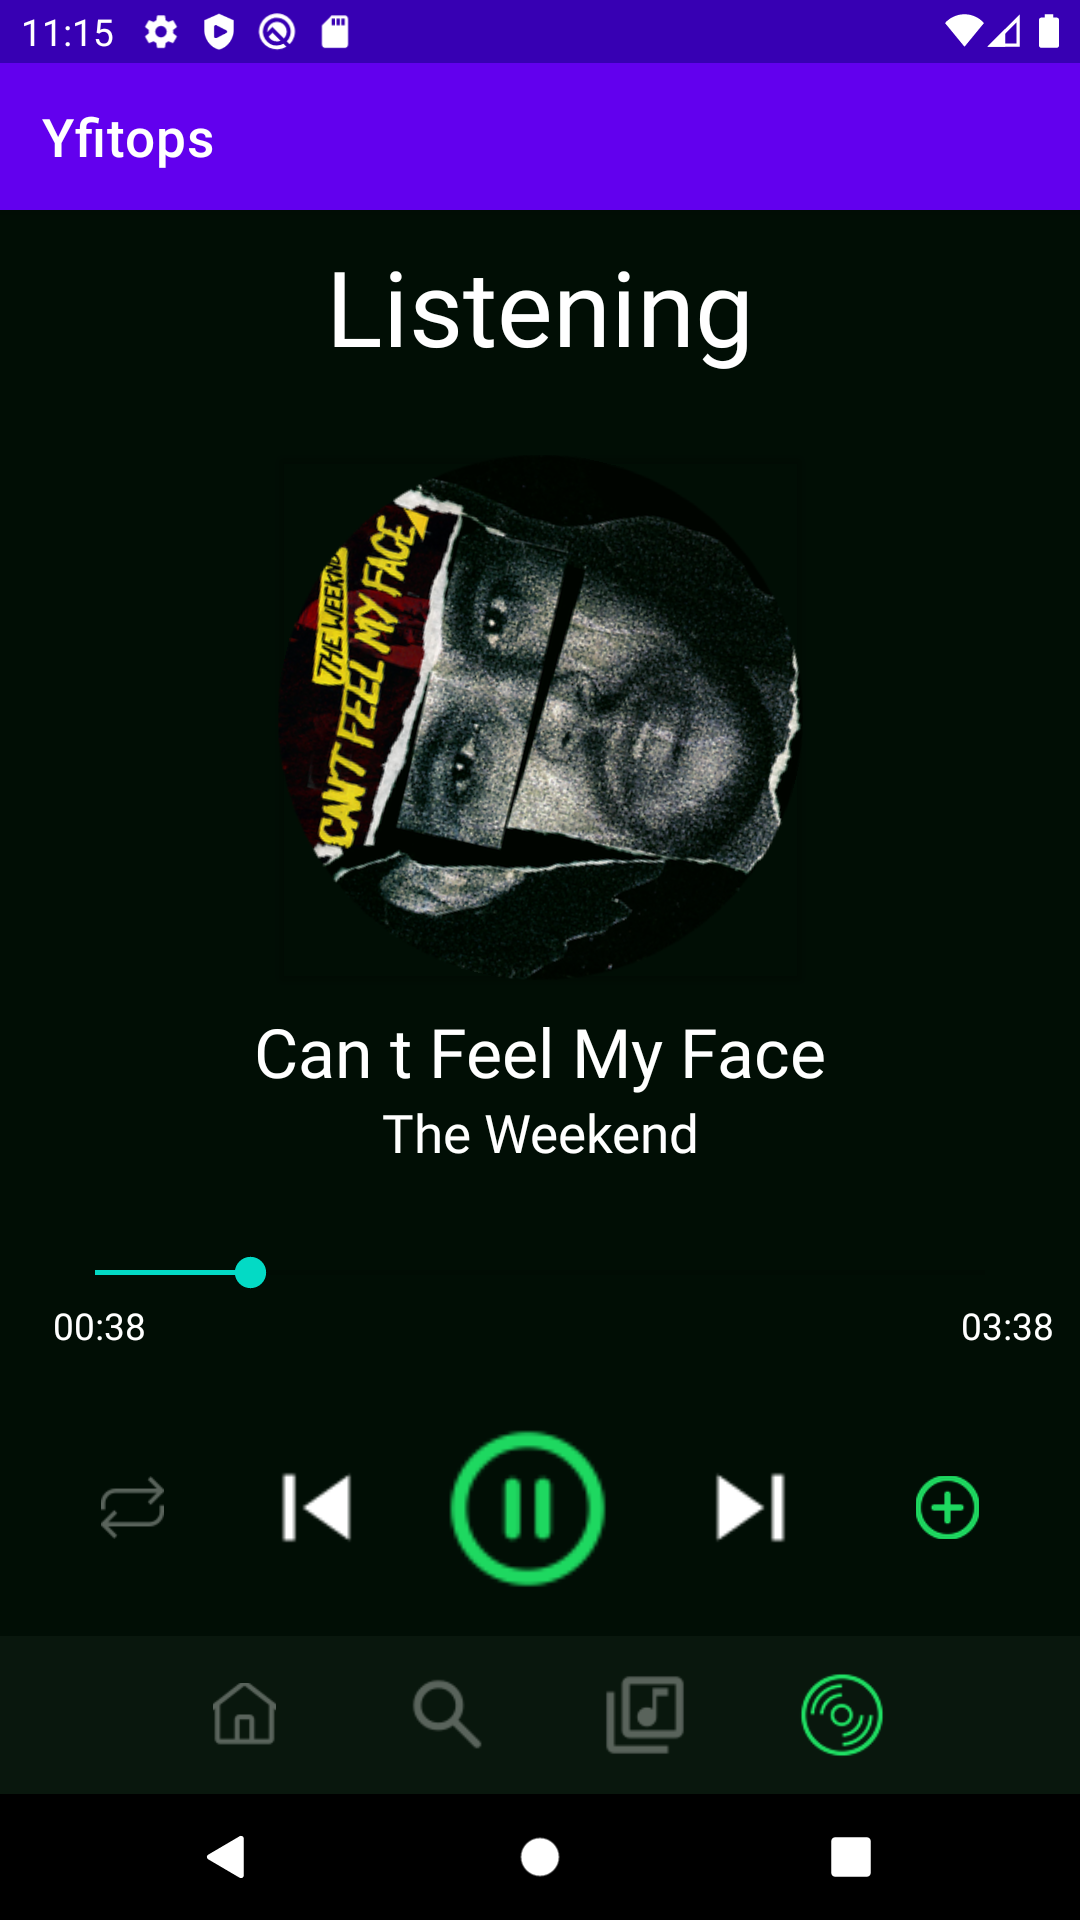 11:15
Yfitops
Listening
THE WEEKND
CAN'T FEEL MY FACE
Can t Feel My Face
The Weekend
00:38
03:38